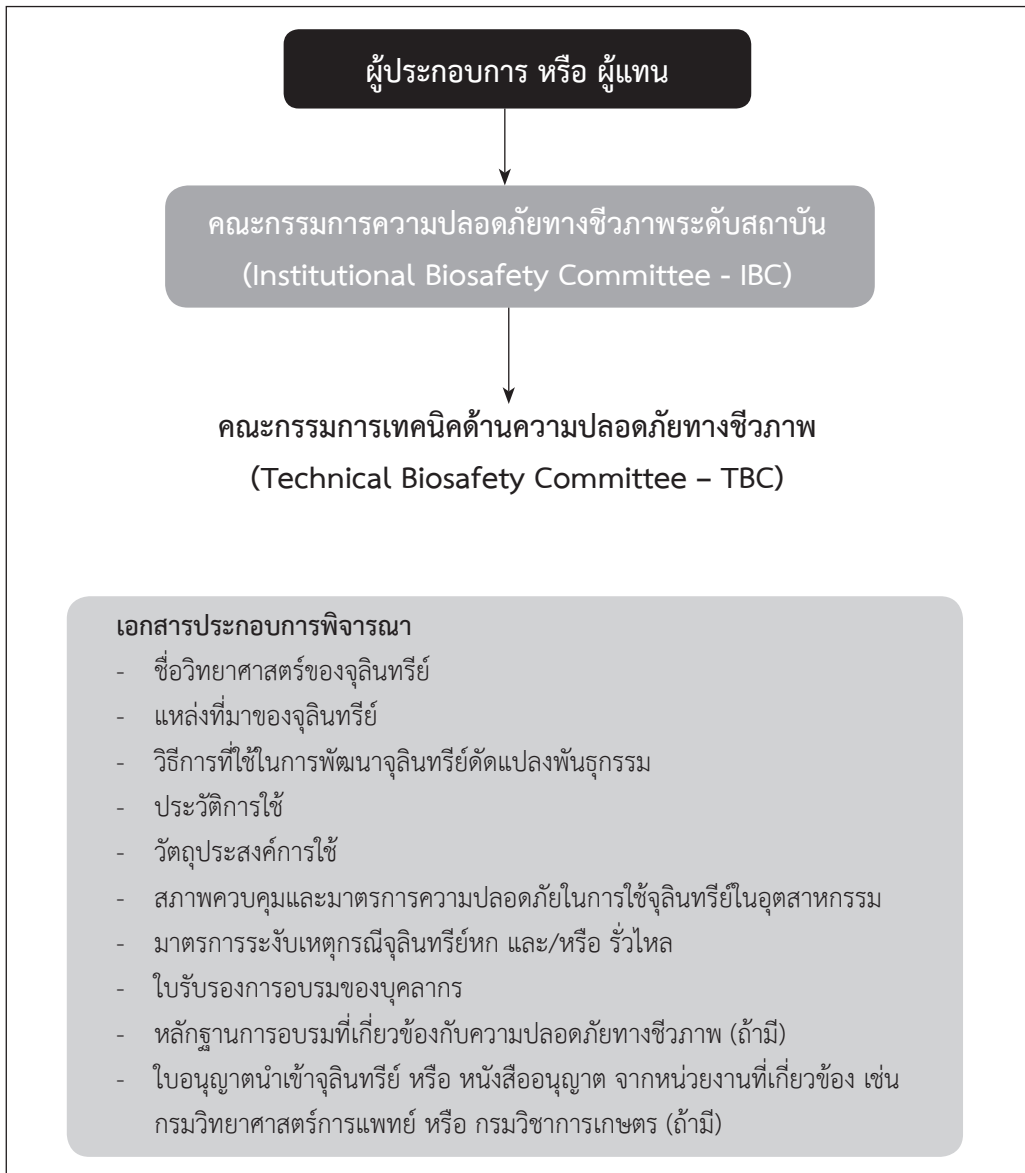 ผู้ประกอบการ หรือ ผู้แทน
คณะกรรมการความปลอดภัยทางชีวภาพระดับสถาบัน
(Institutional Biosafety Committee - IBC)
คณะกรรมการเทคนิคด้านความปลอดภัยทางชีวภาพ
(Technical Biosafety Committee – TBC)
เอกสารประกอบการพิจารณา
- ชื่อวิทยาศาสตร์ของจุลินทรีย์
- แหล่งที่มาของจุลินทรีย์
- วิธีการที่ใช้ในการพัฒนาจุลินทรีย์ดัดแปลงพันธุกรรม
- ประวัติการใช้
- วัตถุประสงค์การใช้
- สภาพควบคุมและมาตรการความปลอดภัยในการใช้จุลินทรีย์ในอุตสาหกรรม
- มาตรการระงับเหตุกรณีจุลินทรีย์หก และ/หรือ รั่วไหล
- ใบรับรองการอบรมของบุคลากร
- หลักฐานการอบรมที่เกี่ยวข้องกับความปลอดภัยทางชีวภาพ (ถ้ามี)
- ใบอนุญาตนำเข้าจุลินทรีย์ หรือ หนังสืออนุญาต จากหน่วยงานที่เกี่ยวข้อง เช่น
กรมวิทยาศาสตร์การแพทย์ หรือ กรมวิชาการเกษตร (ถ้ามี)